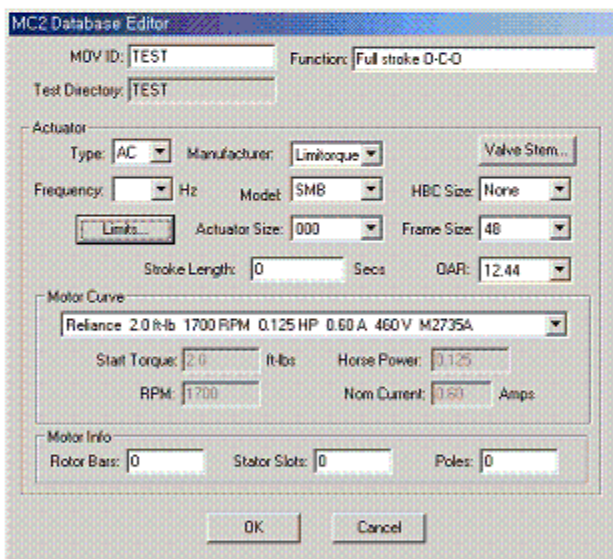 MC2 Database Editor
MOV ID: TEST Function: Full stroke O-C-O
Test Directory: TEST
Actuator
Type: AC Manufacturer: Limitorque Valve Stem...
Frequency: Hz Model: SMB HBC Size: None
Limits... Actuator Size: 000 Frame Size: 48
Stroke Length: 0 Secs OAR: 12.44
Motor Curve
Reliance 2.0 ft-lb 1700 RPM 0.125 HP 0.60 A 460 V M2735A
Start Torque: 2.0 ft-lbs Horse Power: 0.125
RPM: 1700 Nom Current: 0.60 Amps
Motor Info
Rotor Bars: 0 Stator Slots: 0 Poles: 0
OK Cancel